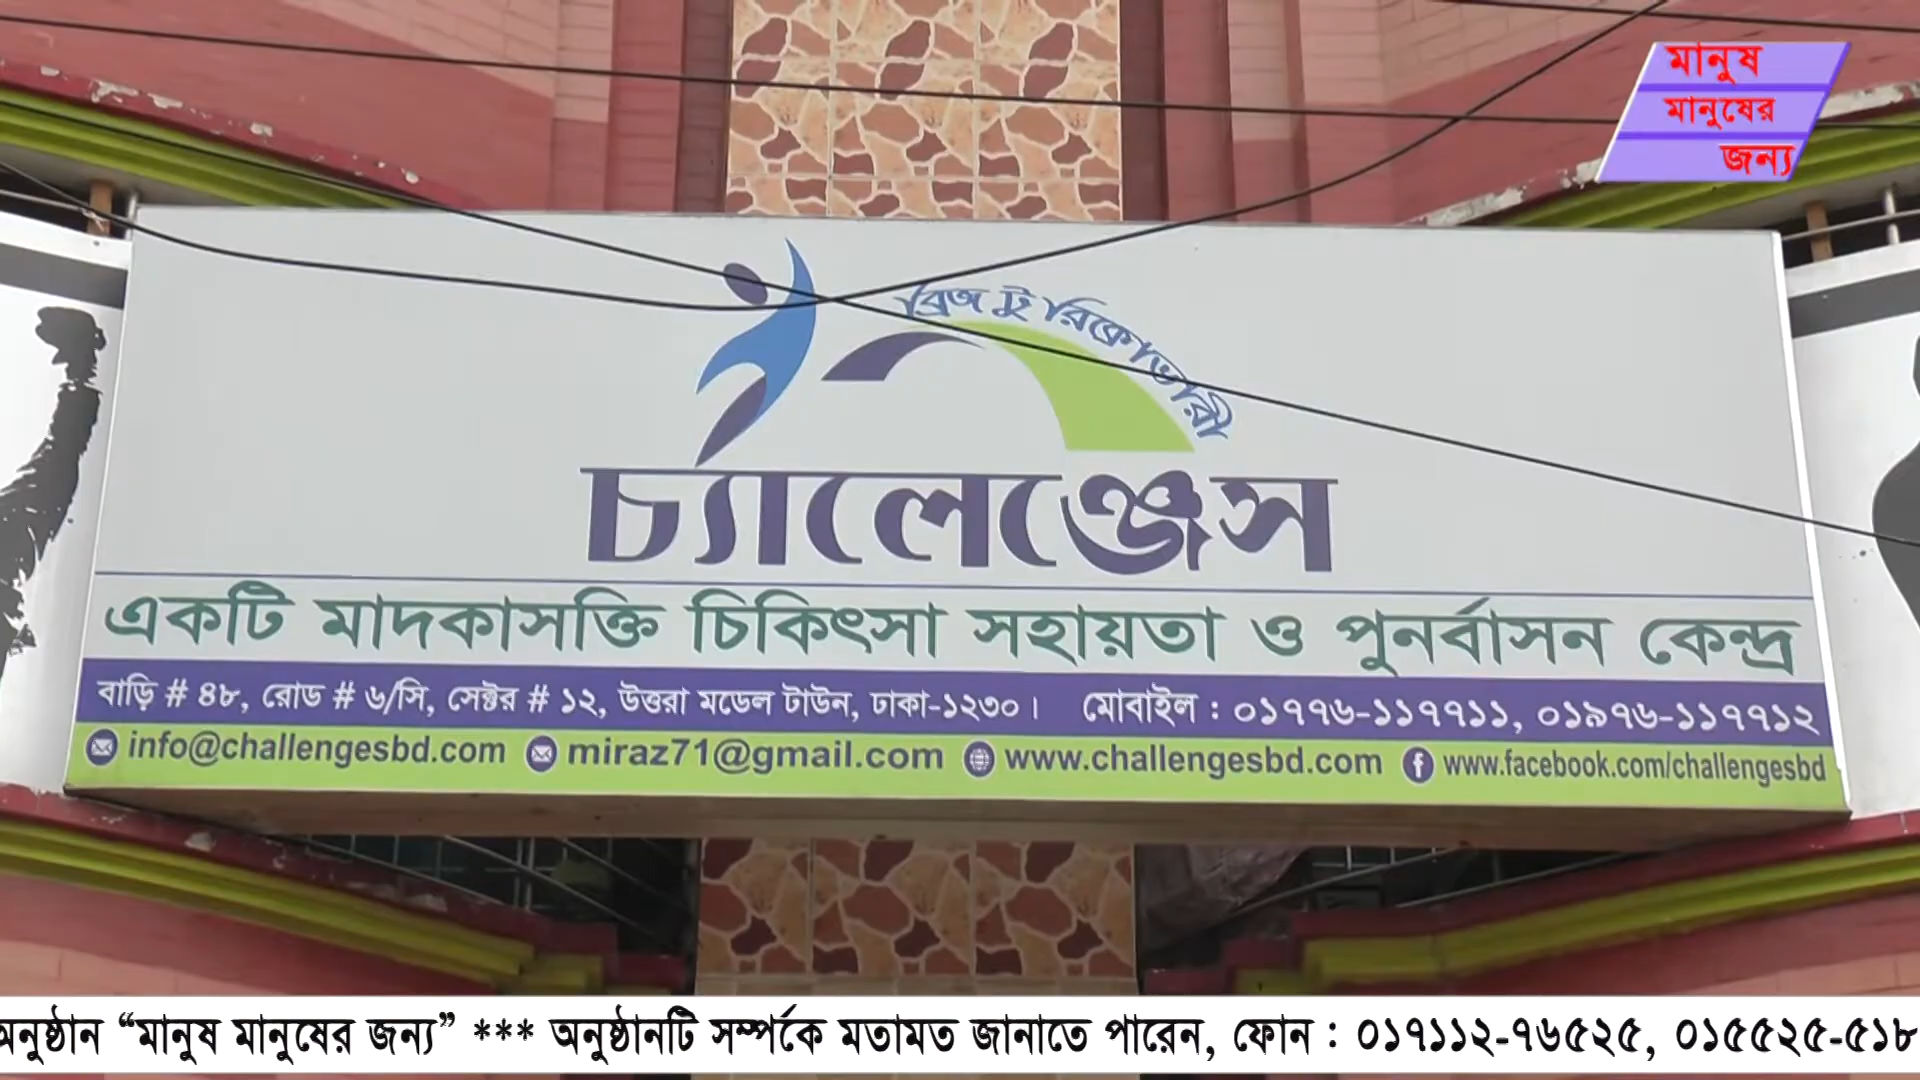 মানুষ
মানুষের
জন্য
ব্রিজ টু রিকোভারী
চ্যালেঞ্জেস
একটি মাদকাসক্তি চিকিৎসা সহায়তা ও পুনর্বাসন কেন্দ্র
বাড়ি # ৪৮, রোড # ৬/সি, সেক্টর # ১২, উত্তরা মডেল টাউন, ঢাকা-১২৩০। মোবাইল : ০১৭৭৬-১১৭৭১১, ০১৯৭৬-১১৭৭১২
info@challengesbd.com miraz71@gmail.com www.challengesbd.com www.facebook.com/challengesbd
অনুষ্ঠান “মানুষ মানুষের জন্য” *** অনুষ্ঠানটি সম্পর্কে মতামত জানাতে পারেন, ফোন : ০১৭১১২-৭৬৫২৫, ০১৫৫২৫-৫১৮